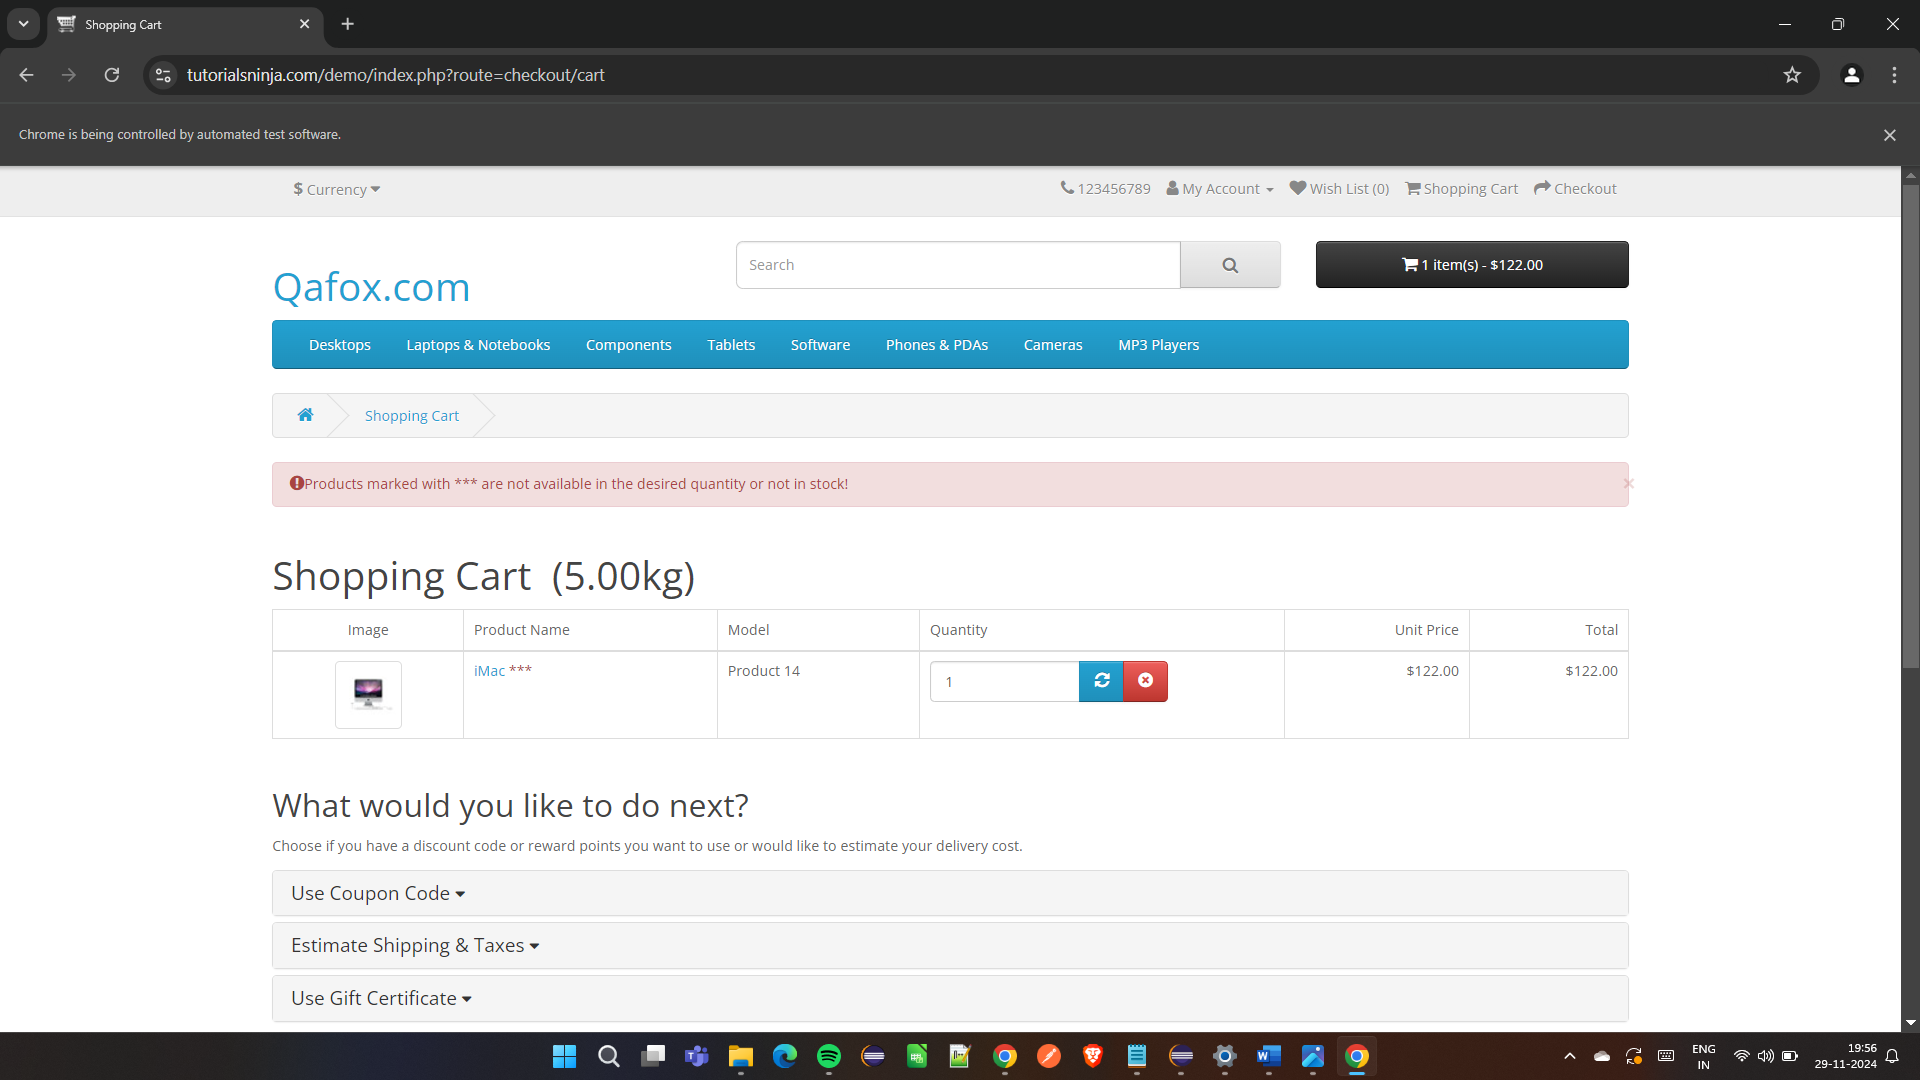 Shopping Cart
tutorialsninja.com/demo/index.php?route=checkout/cart
Chrome is being controlled by automated test software.
$ Currency
123456789 My Account Wish List (0) Shopping Cart Checkout
Qafox.com
Search
1 item(s) - $122.00
Desktops Laptops & Notebooks Components Tablets Software Phones & PDAs Cameras MP3 Players
Shopping Cart
Products marked with *** are not available in the desired quantity or not in stock!
Shopping Cart (5.00kg)
Image Product Name Model Quantity Unit Price Total
iMac *** Product 14 1 $122.00 $122.00
What would you like to do next?
Choose if you have a discount code or reward points you want to use or would like to estimate your delivery cost.
Use Coupon Code
Estimate Shipping & Taxes
Use Gift Certificate
ENG
IN
19:56
29-11-2024